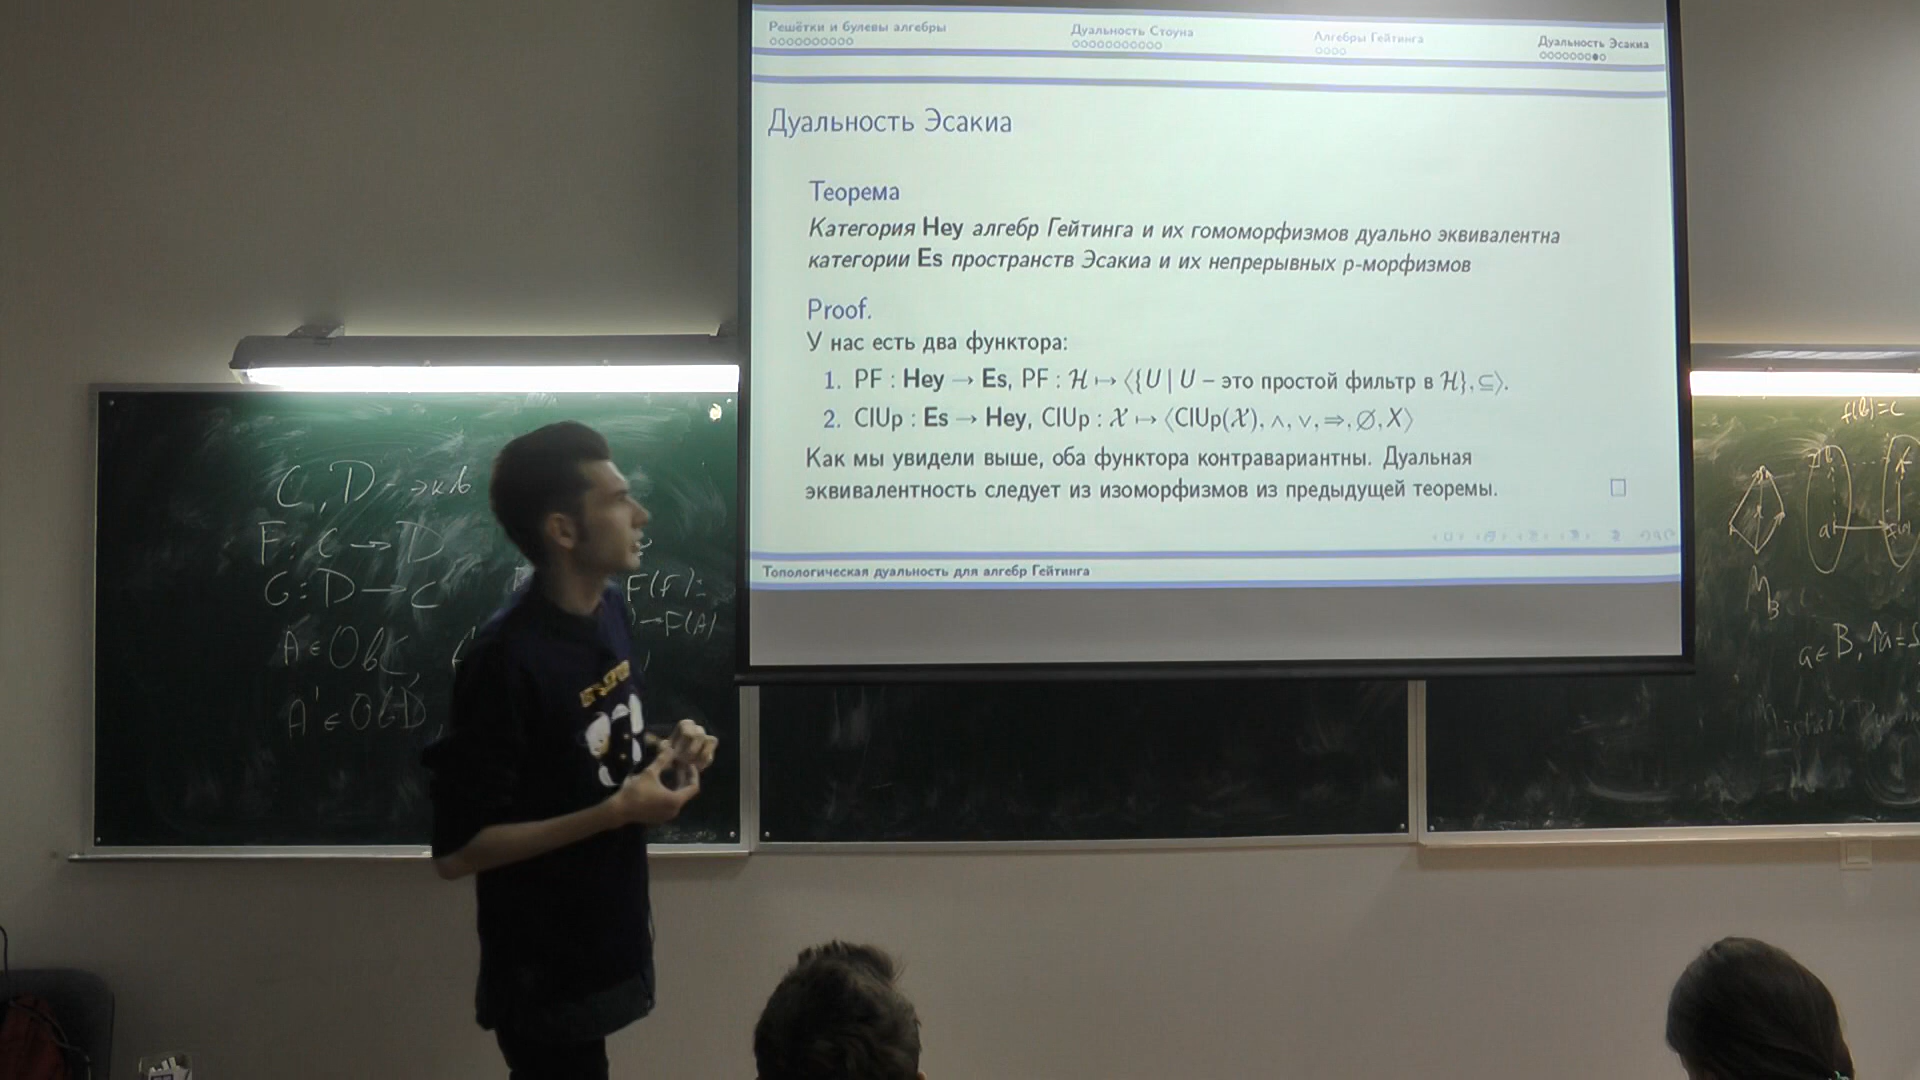 Решётки и булевы алгебры
Дуальность Стоуна
Алгебры Гейтинга
Дуальность Эсакиа
Дуальность Эсакиа
Теорема
Категория Hey алгебр Гейтинга и их гомоморфизмов дуально эквивалентна
категории Es пространств Эсакиа и их непрерывных p-морфизмов
Proof.
У нас есть два функтора:
1. PF : Hey → Es, PF : ℋ ↦ ⟨{U | U – это простой фильтр в ℋ}, ⊆⟩.
2. ClUp : Es → Hey, ClUp : 𝒳 ↦ ⟨ClUp(𝒳), ∧, ∨, ⇒, ∅, X⟩
Как мы увидели выше, оба функтора контравариантны. Дуальная
эквивалентность следует из изоморфизмов из предыдущей теоремы. □
Топологическая дуальность для алгебр Гейтинга
C, D - экв
F: C → D
G: D → C
F(f):
→F(A)
A ∈ Ob C,
A' ∈ Ob D,
f(b)=c
a
M3
a∈B, ↑a=